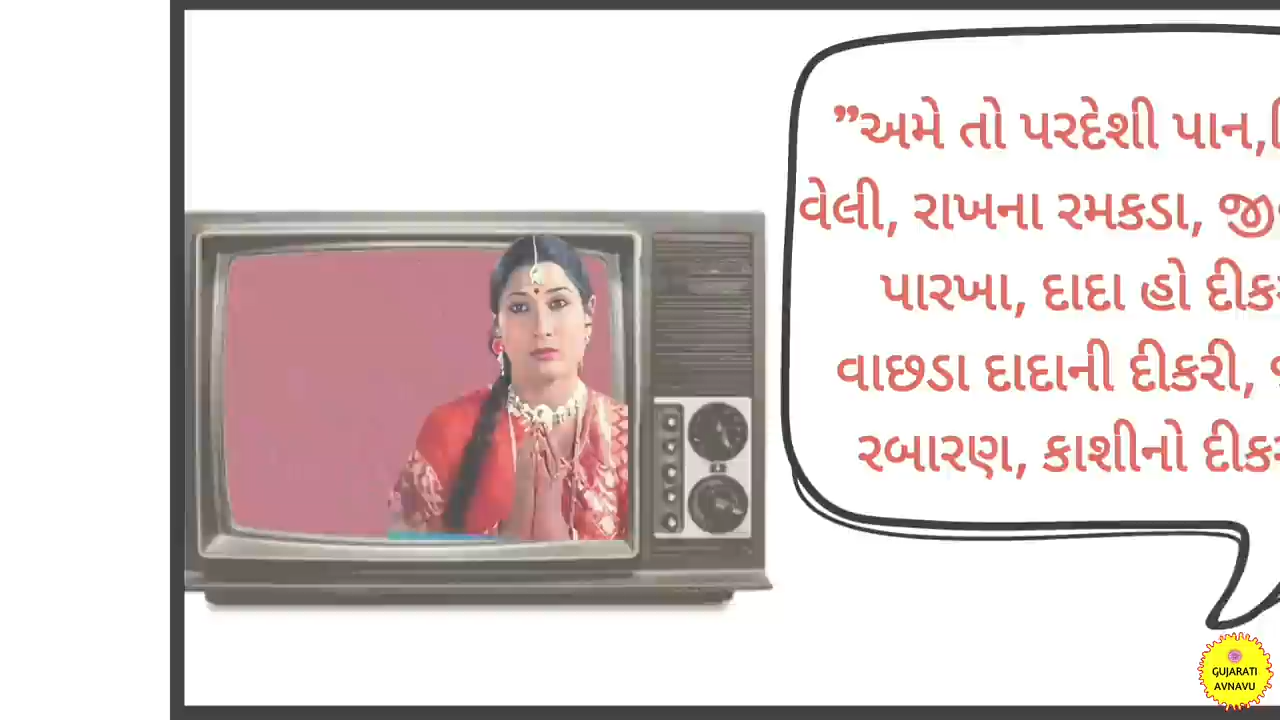 ”અમે તો પરદેશી પાન,
વેલી, રાખના રમકડા,
પારખા, દાદા હો
વાછડા દાદાની દીકરી,
રબારણ, કાશીનો
GUJARATI
AVNAVU